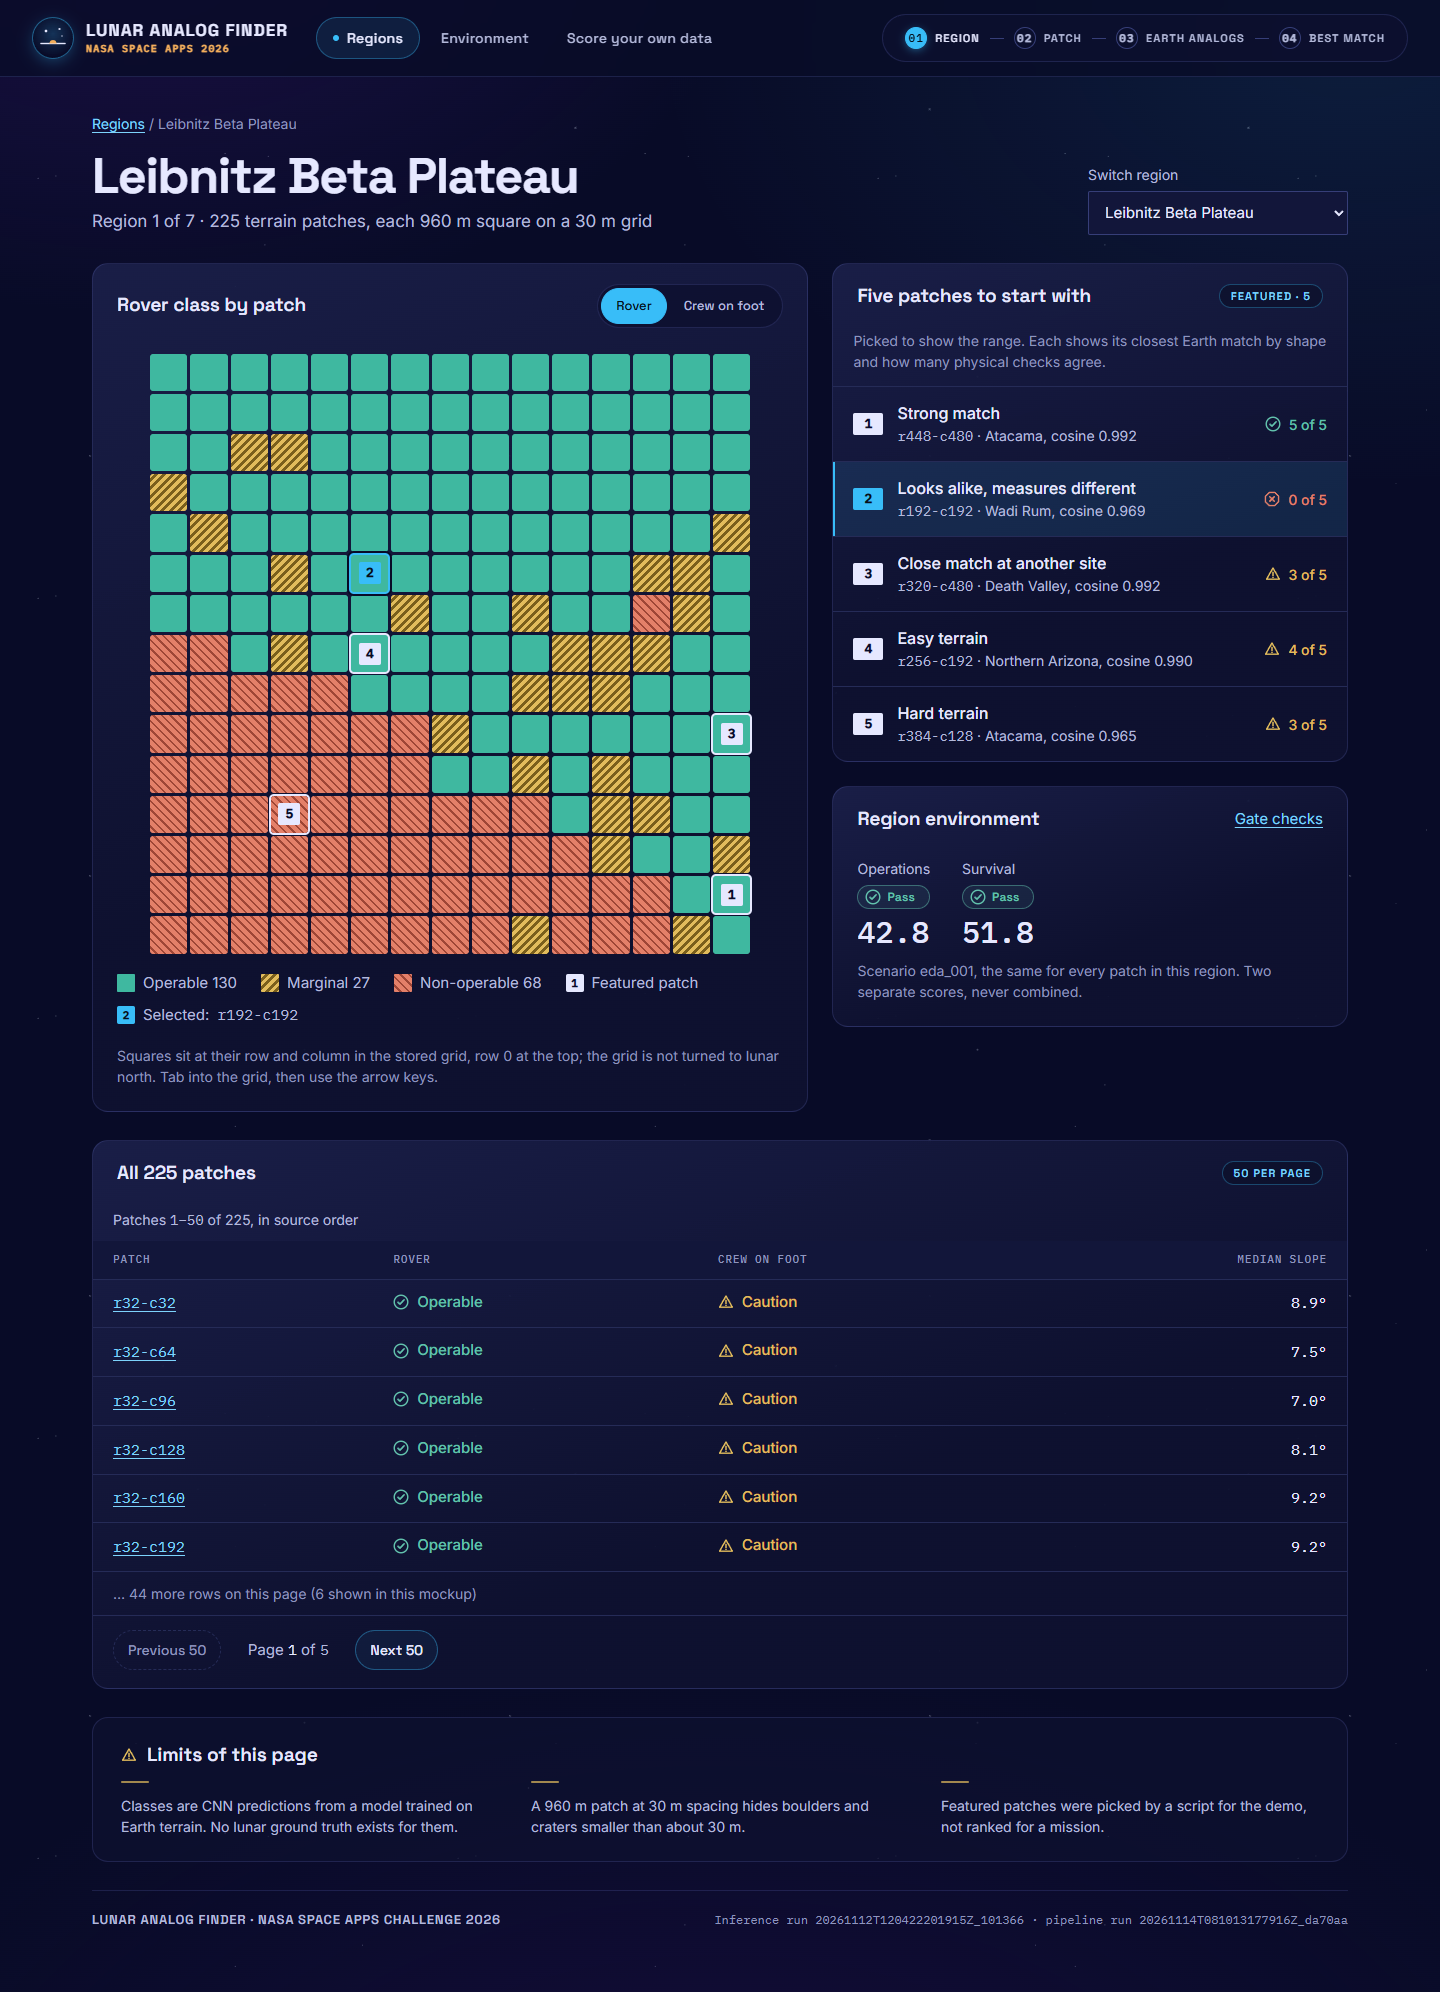 LUNAR ANALOG FINDER
NASA SPACE APPS 2026
Regions
Environment
Score your own data
01 REGION — 02 PATCH — 03 EARTH ANALOGS — 04 BEST MATCH
Regions / Leibnitz Beta Plateau
Leibnitz Beta Plateau
Region 1 of 7 · 225 terrain patches, each 960 m square on a 30 m grid
Switch region
Leibnitz Beta Plateau
Rover class by patch
Rover
Crew on foot
2
4
3
5
1
Operable 130
Marginal 27
Non-operable 68
1 Featured patch
2 Selected: r192-c192
Squares sit at their row and column in the stored grid, row 0 at the top; the grid is not turned to lunar
north. Tab into the grid, then use the arrow keys.
Five patches to start with
FEATURED · 5
Picked to show the range. Each shows its closest Earth match by shape
and how many physical checks agree.
1
Strong match
r448-c480 · Atacama, cosine 0.992
5 of 5
2
Looks alike, measures different
r192-c192 · Wadi Rum, cosine 0.969
0 of 5
3
Close match at another site
r320-c480 · Death Valley, cosine 0.992
3 of 5
4
Easy terrain
r256-c192 · Northern Arizona, cosine 0.990
4 of 5
5
Hard terrain
r384-c128 · Atacama, cosine 0.965
3 of 5
Region environment
Gate checks
Operations
Survival
Pass
Pass
42.8
51.8
Scenario eda_001, the same for every patch in this region. Two
separate scores, never combined.
All 225 patches
50 PER PAGE
Patches 1–50 of 225, in source order
PATCH ROVER CREW ON FOOT MEDIAN SLOPE
r32-c32 Operable Caution 8.9°
r32-c64 Operable Caution 7.5°
r32-c96 Operable Caution 7.0°
r32-c128 Operable Caution 8.1°
r32-c160 Operable Caution 9.2°
r32-c192 Operable Caution 9.2°
... 44 more rows on this page (6 shown in this mockup)
Previous 50
Page 1 of 5
Next 50
Limits of this page
Classes are CNN predictions from a model trained on
Earth terrain. No lunar ground truth exists for them.
A 960 m patch at 30 m spacing hides boulders and
craters smaller than about 30 m.
Featured patches were picked by a script for the demo,
not ranked for a mission.
LUNAR ANALOG FINDER · NASA SPACE APPS CHALLENGE 2026
Inference run 20261112T120422201915Z_101366 · pipeline run 20261114T081013177916Z_da70aa